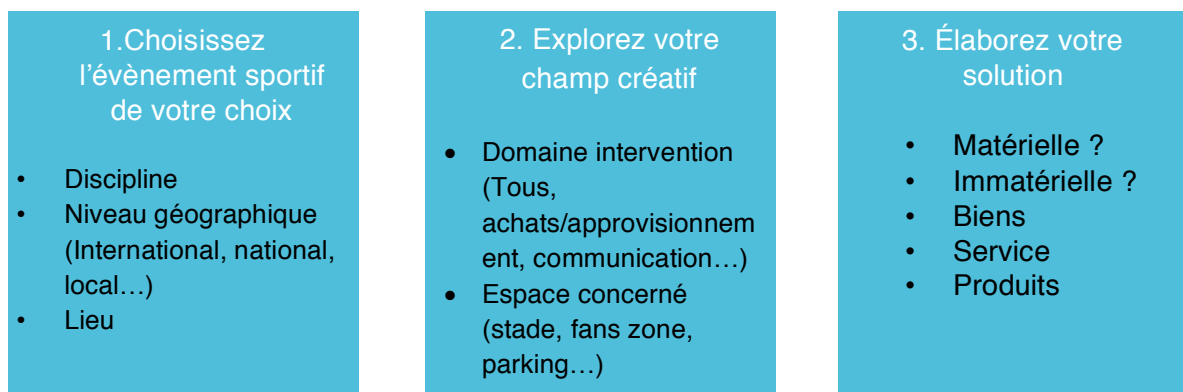 1.Choisissez
l’évènement sportif
de votre choix
• Discipline
• Niveau géographique
(International, national,
local…)
• Lieu
2. Explorez votre
champ créatif
• Domaine intervention
(Tous,
achats/approvisionnem
ent, communication…)
• Espace concerné
(stade, fans zone,
parking…)
3. Élaborez votre
solution
• Matérielle ?
• Immatérielle ?
• Biens
• Service
• Produits